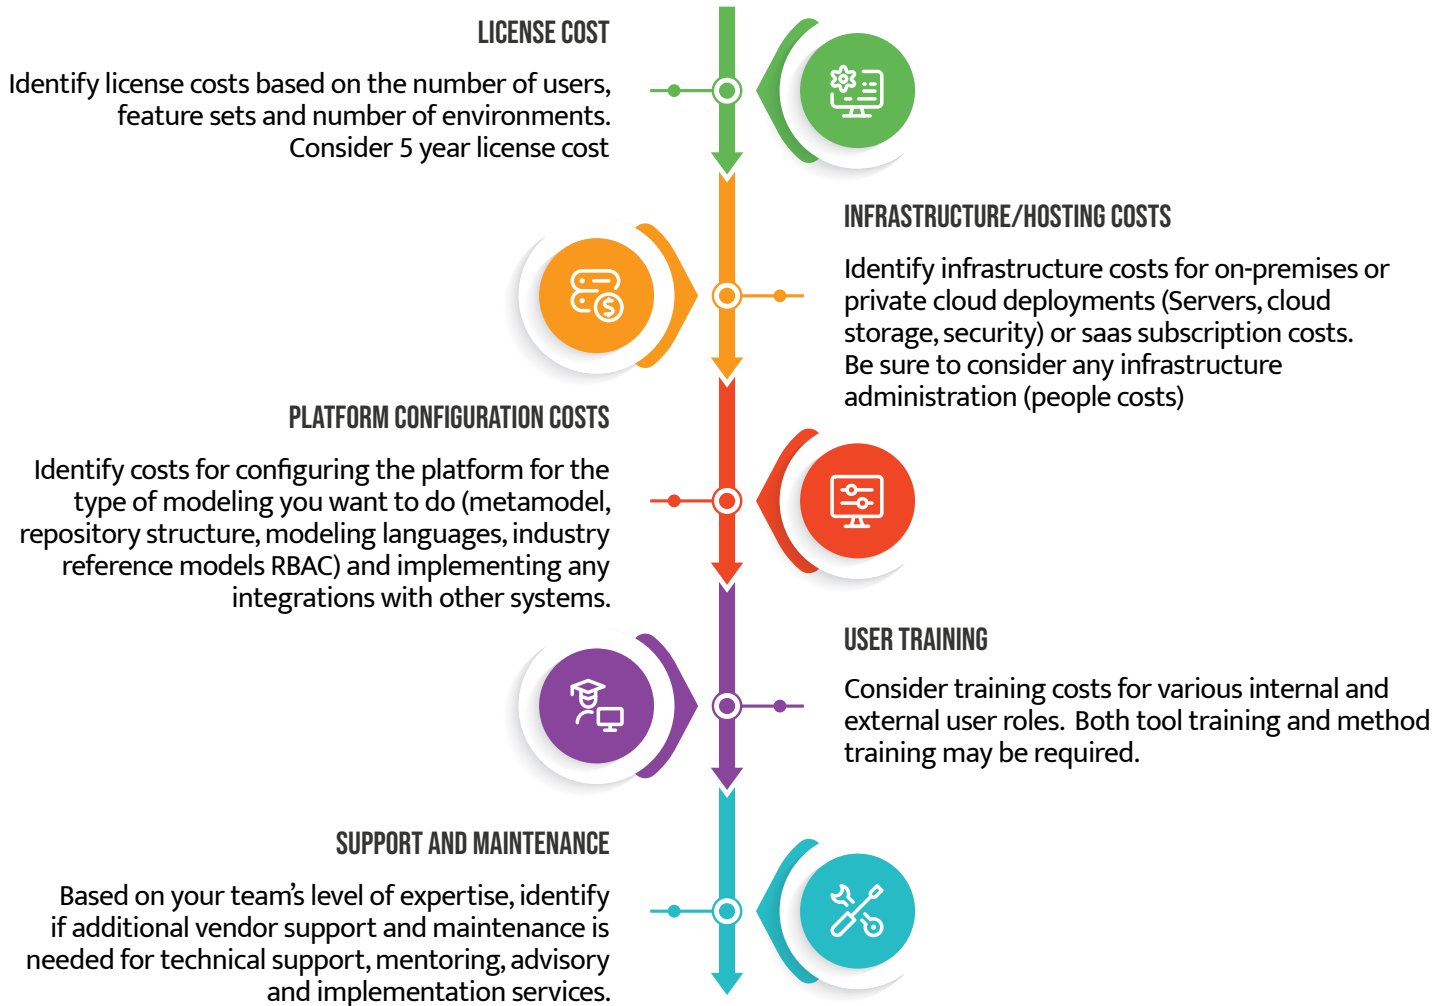 LICENSE COST
Identify license costs based on the number of users,
feature sets and number of environments.
Consider 5 year license cost
INFRASTRUCTURE/HOSTING COSTS
Identify infrastructure costs for on-premises or
private cloud deployments (Servers, cloud
storage, security) or saas subscription costs.
Be sure to consider any infrastructure
administration (people costs)
PLATFORM CONFIGURATION COSTS
Identify costs for configuring the platform for the
type of modeling you want to do (metamodel,
repository structure, modeling languages, industry
reference models RBAC) and implementing any
integrations with other systems.
USER TRAINING
Consider training costs for various internal and
external user roles. Both tool training and method
training may be required.
SUPPORT AND MAINTENANCE
Based on your team’s level of expertise, identify
if additional vendor support and maintenance is
needed for technical support, mentoring, advisory
and implementation services.